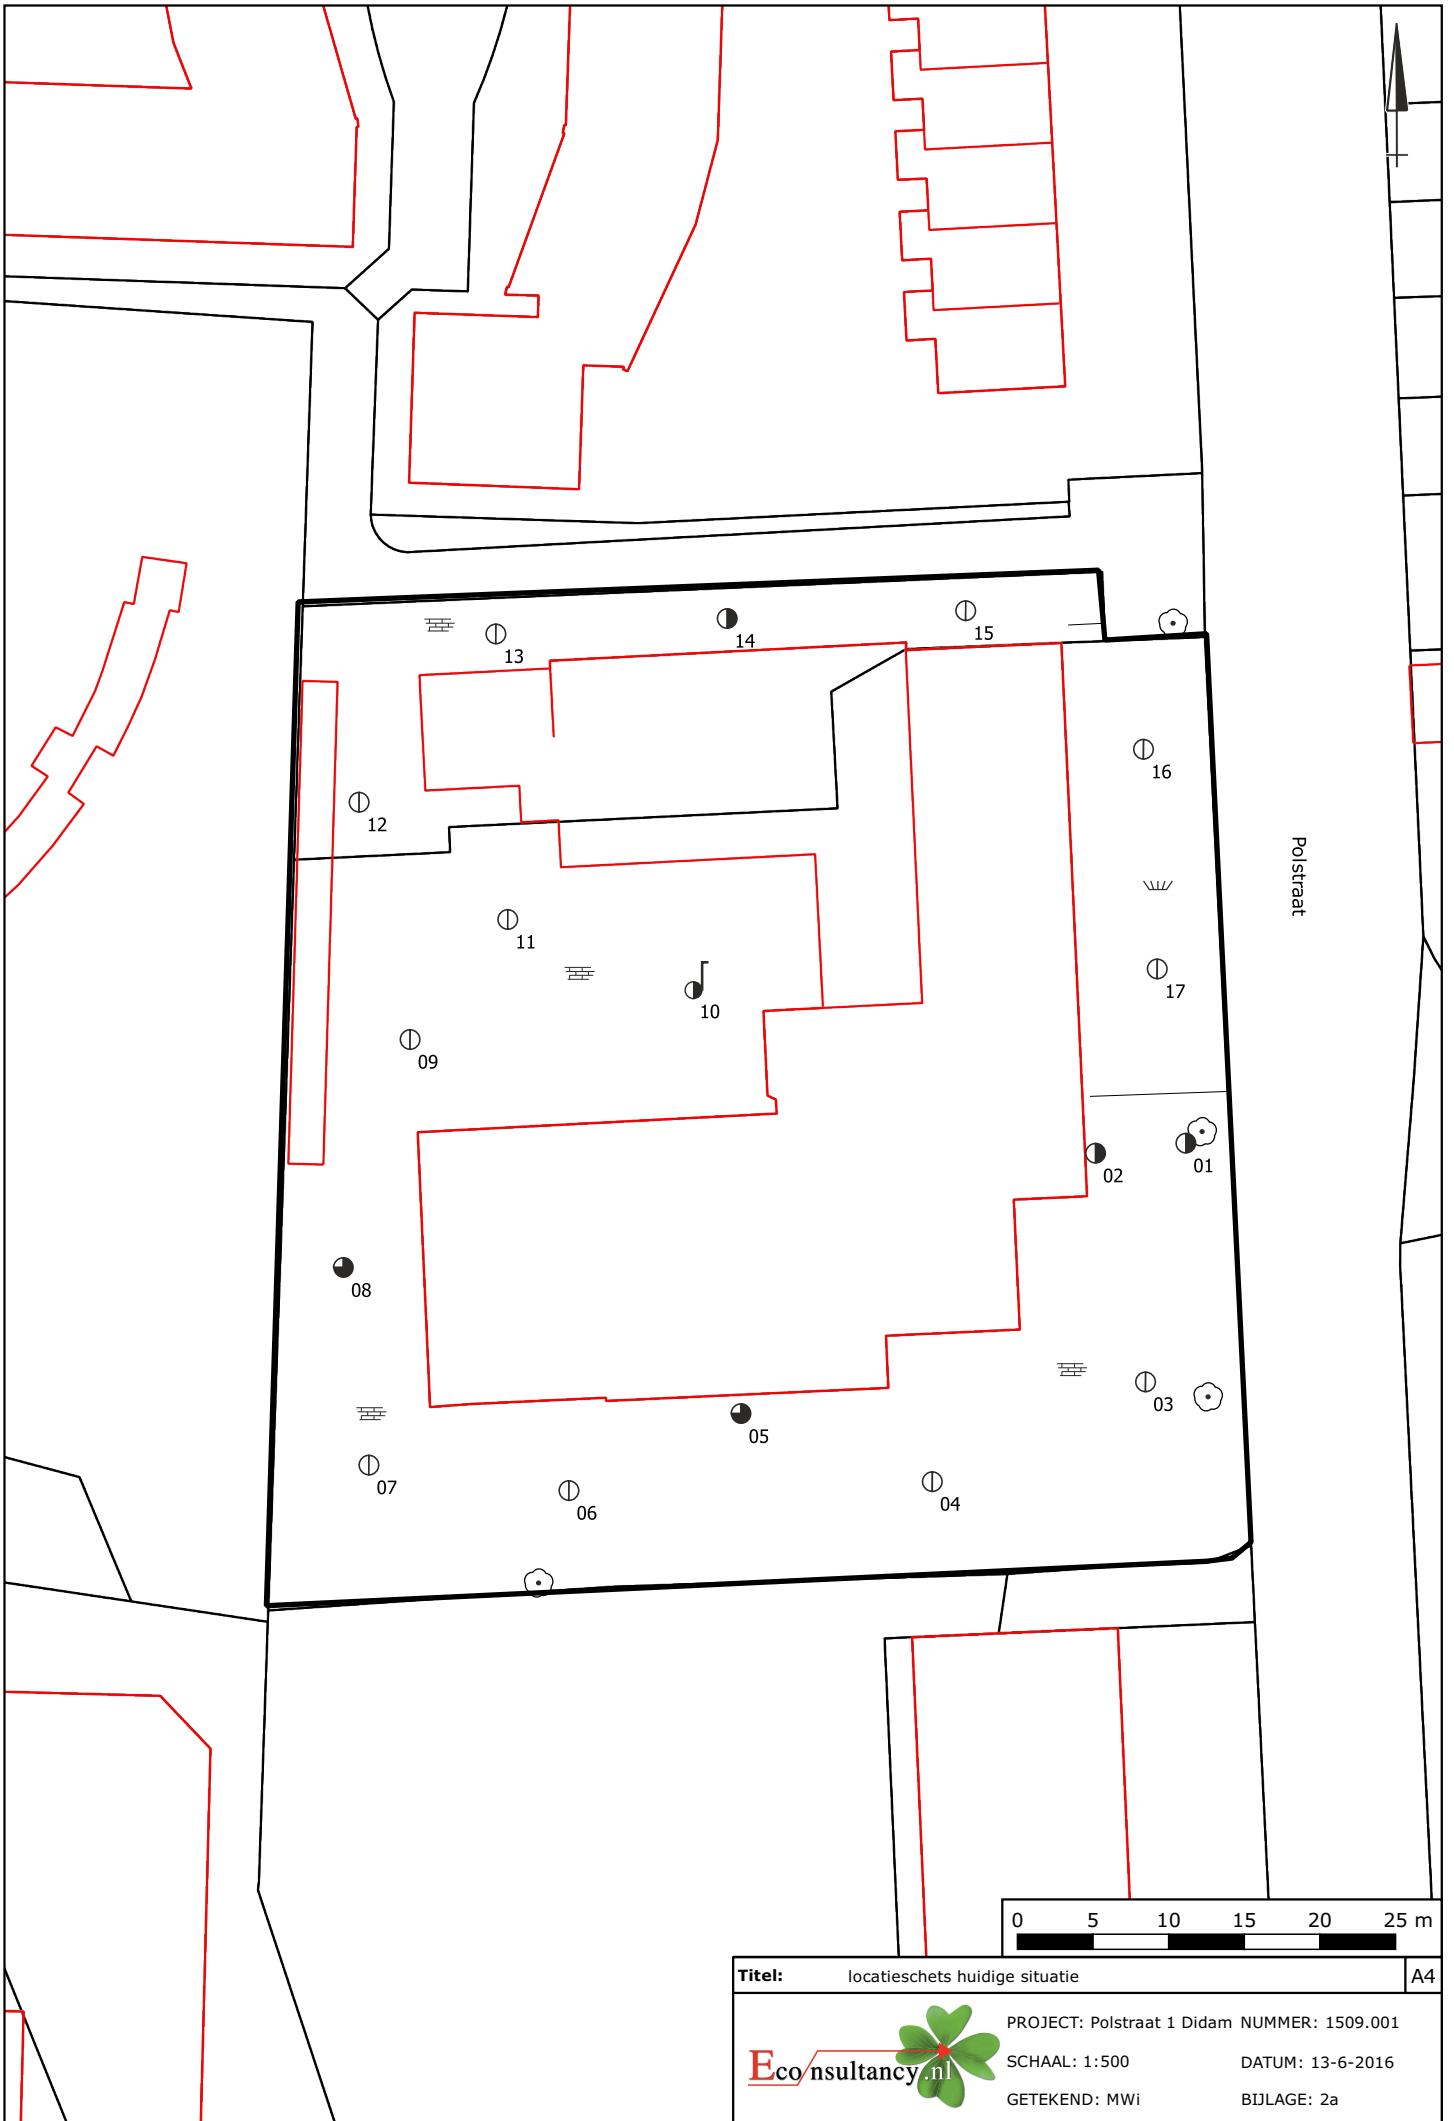 14
15
13
16
12
Polstraat
11
17
10
09
01
02
08
03
05
07
04
06
0 5 10 15 20 25 m
Titel: locatieschets huidige situatie A4
PROJECT: Polstraat 1 Didam NUMMER: 1509.001
Econsultancy.nl
SCHAAL: 1:500 DATUM: 13-6-2016
GETEKEND: MWi BIJLAGE: 2a